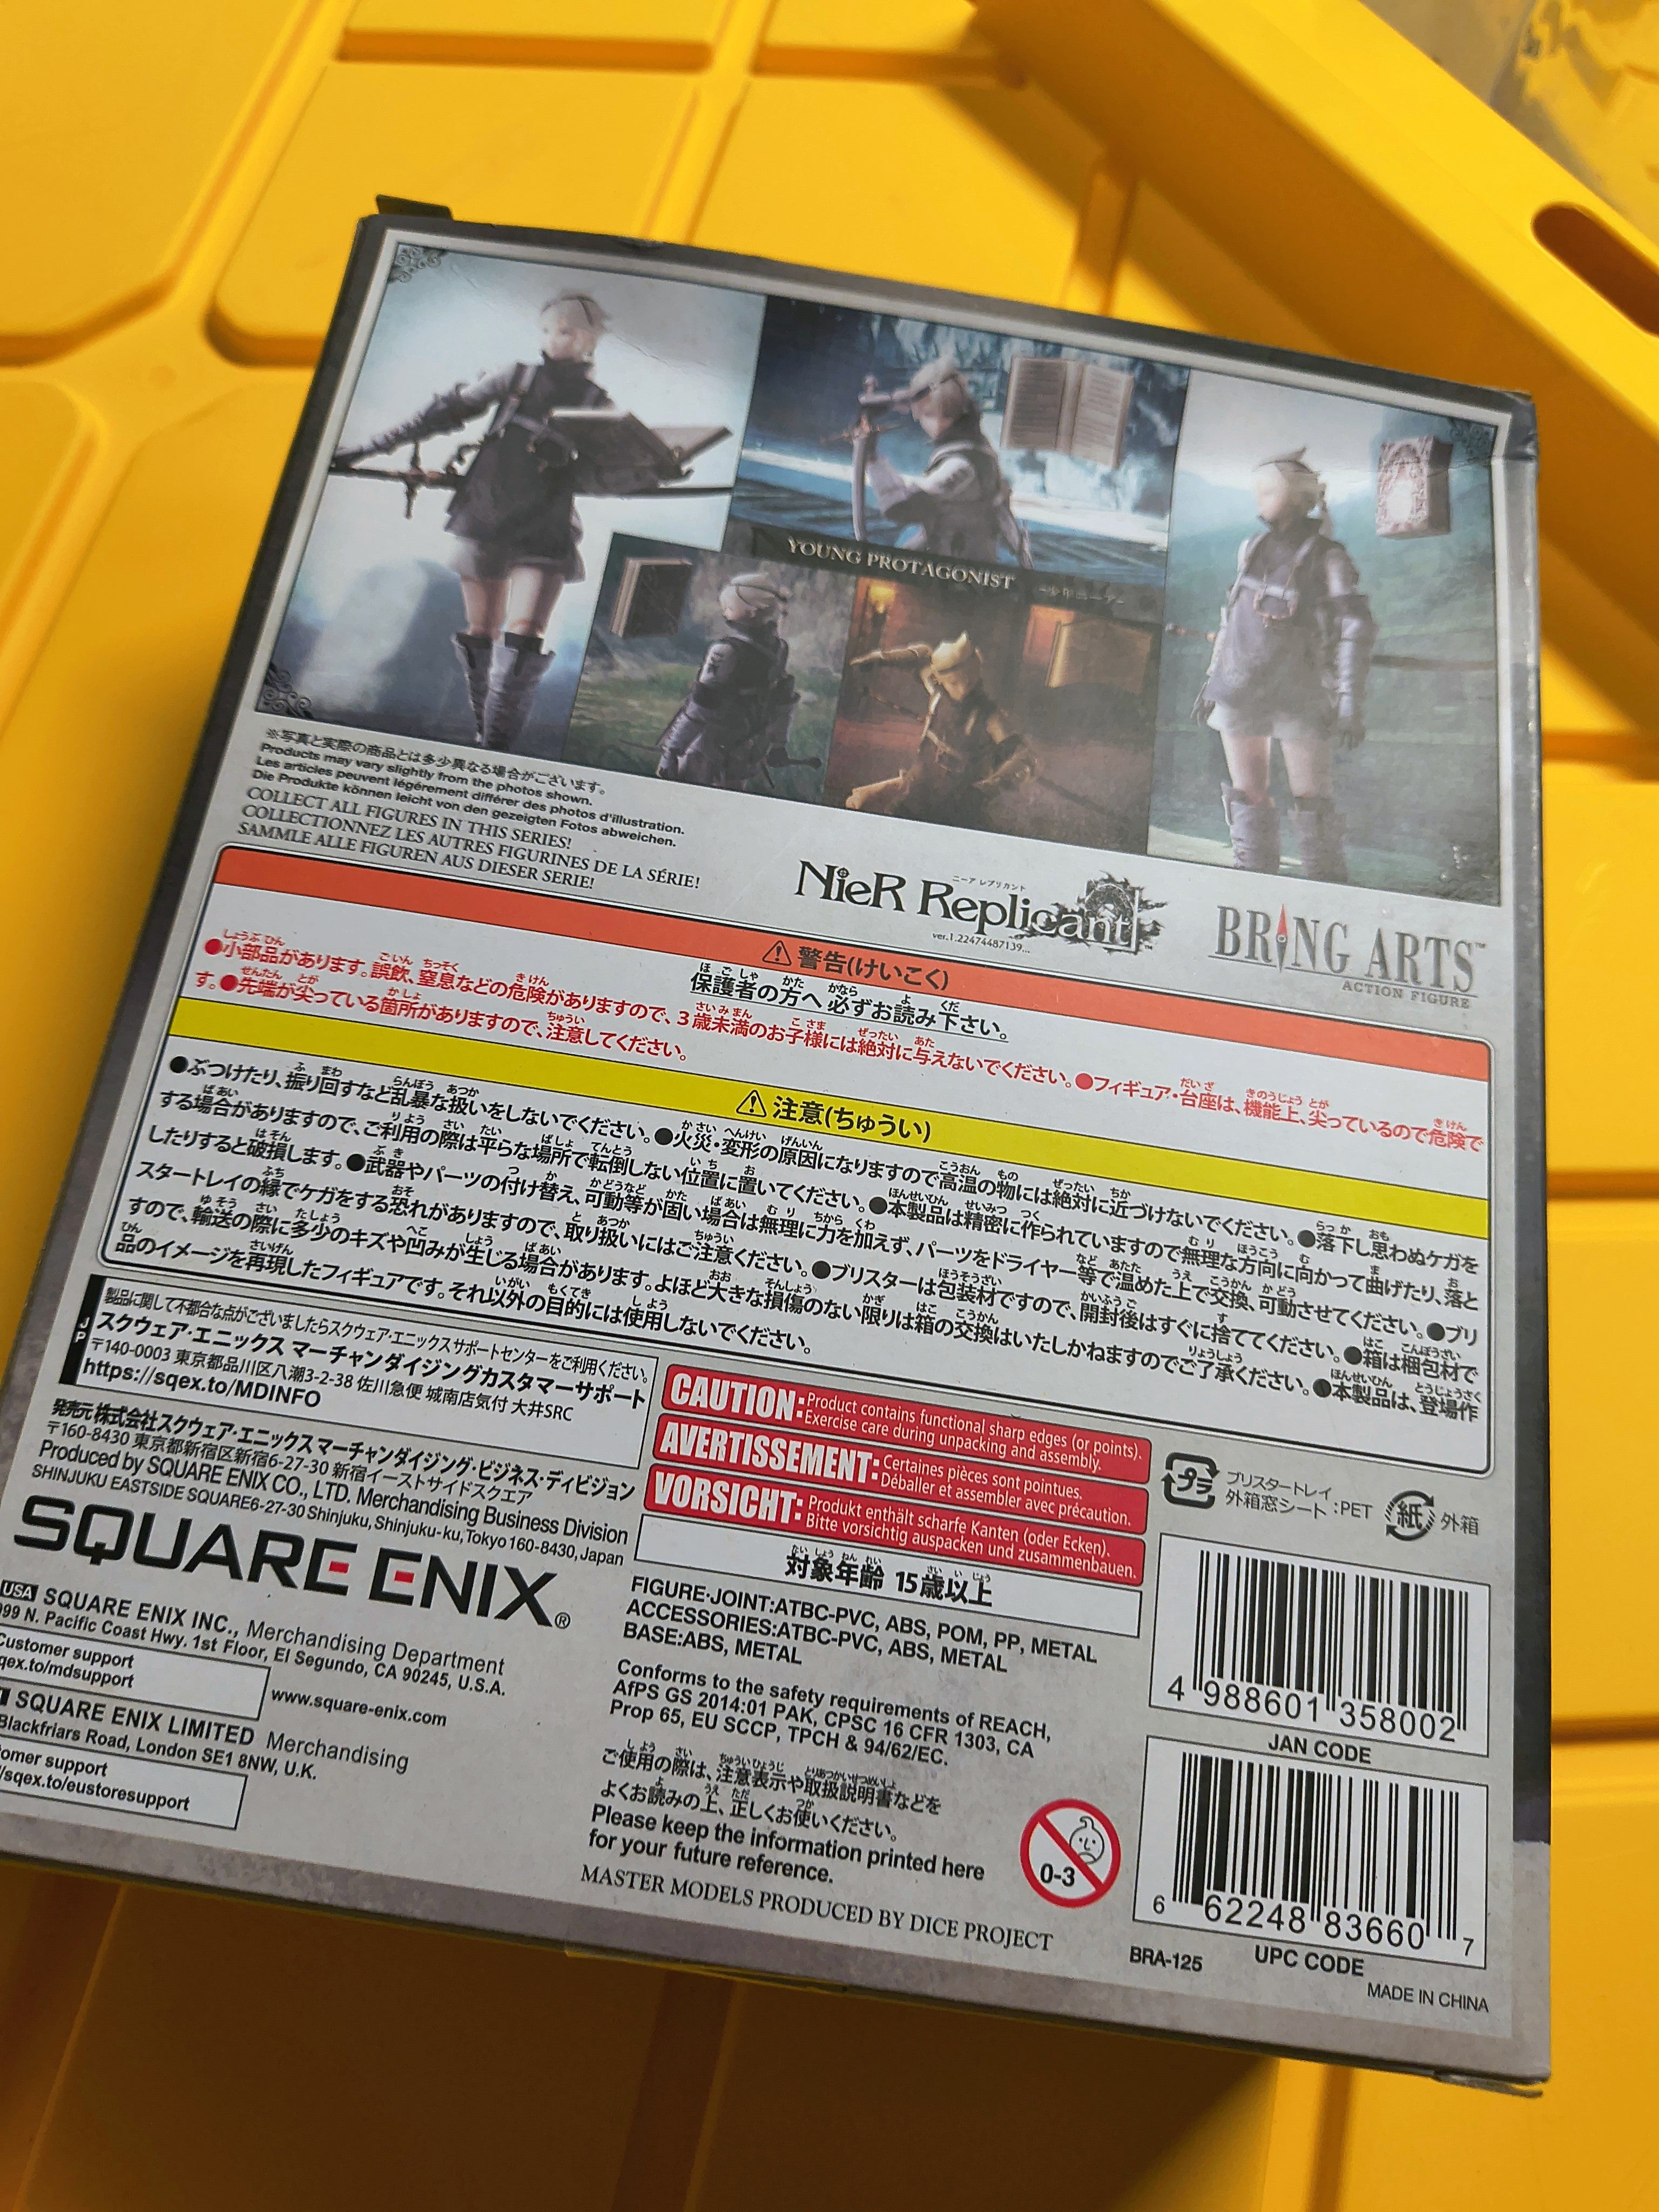 YOUNG PROTAGONIST
-少年ニーア-
※写真と実際の商品とは多少異なる場合がございます。
Products may vary slightly from the photos shown.
Les articles peuvent légérement différer des photos d'illustration.
Die Produkte können leicht von den gezeigten Fotos abweichen.
COLLECT ALL FIGURES IN THIS SERIES!
COLLECTIONNEZ LES AUTRES FIGURINES DE LA SÉRIE!
SAMMLE ALLE FIGUREN AUS DIESER SERIE!
ニーア レプリカント
NieR Replicant™
ver.1.22474487139...
BRING ARTS™
ACTION FIGURE
⚠警告(けいこく)
保護者の方へ 必ずお読み下さい。
●小部品があります。誤飲、窒息などの危険がありますので、3歳未満のお子様には絶対に与えないでください。●フィギュア・台座は、機能上、尖っているので危険で
す。●先端が尖っている箇所がありますので、注意してください。
⚠注意(ちゅうい)
●ぶつけたり、振り回すなど乱暴な扱いをしないでください。●火災・変形の原因になりますので高温の物には絶対に近づけないでください。●落下し思わぬケガを
する場合がありますので、ご利用の際は平らな場所で転倒しない位置に置いてください。●本製品は精密に作られていますので無理な方向に向かって曲げたり、落と
したりすると破損します。●武器やパーツの付け替え、可動等が固い場合は無理に力を加えず、パーツをドライヤー等で温めた上で交換、可動させてください。●ブリ
スタートレイの縁でケガをする恐れがありますので、取り扱いにはご注意ください。●ブリスターは包装材ですので、開封後はすぐに捨ててください。●箱は梱包材で
すので、輸送の際に多少のキズや凹みが生じる場合があります。よほど大きな損傷のない限りは箱の交換はいたしかねますのでご了承ください。●本製品は、登場作
品のイメージを再現したフィギュアです。それ以外の目的には使用しないでください。
JP
製品に関して不都合な点がございましたらスクウェア・エニックス サポートセンターをご利用ください。
スクウェア・エニックス マーチャンダイジングカスタマーサポート
〒140-0003 東京都品川区八潮3-2-38 佐川急便 城南店気付 大井SRC
https://sqex.to/MDINFO
発売元 株式会社スクウェア・エニックス マーチャンダイジング・ビジネス・ディビジョン
〒160-8430 東京都新宿区新宿6-27-30 新宿イーストサイドスクエア
Produced by SQUARE ENIX CO., LTD. Merchandising Business Division
SHINJUKU EASTSIDE SQUARE6-27-30 Shinjuku, Shinjuku-ku, Tokyo 160-8430, Japan
SQUARE ENIX®
USA SQUARE ENIX INC., Merchandising Department
999 N. Pacific Coast Hwy. 1st Floor, El Segundo, CA 90245, U.S.A.
Customer support
qex.to/mdsupport
www.square-enix.com
SQUARE ENIX LIMITED Merchandising
Blackfriars Road, London SE1 8NW, U.K.
omer support
/sqex.to/eustoresupport
CAUTION: Product contains functional sharp edges (or points).
Exercise care during unpacking and assembly.
AVERTISSEMENT: Certaines pièces sont pointues.
Déballer et assembler avec précaution.
VORSICHT: Produkt enthält scharfe Kanten (oder Ecken).
Bitte vorsichtig auspacken und zusammenbauen.
対象年齢 15歳以上
FIGURE・JOINT:ATBC-PVC, ABS, POM, PP, METAL
ACCESSORIES:ATBC-PVC, ABS, METAL
BASE:ABS, METAL
Conforms to the safety requirements of REACH,
AfPS GS 2014:01 PAK, CPSC 16 CFR 1303, CA
Prop 65, EU SCCP, TPCH & 94/62/EC.
ご使用の際は、注意表示や取扱説明書などを
よくお読みの上、正しくお使いください。
Please keep the information printed here
for your future reference.
MASTER MODELS PRODUCED BY DICE PROJECT
0-3
プラ
ブリスタートレイ
外箱窓シート:PET
紙 外箱
4 988601 358002
JAN CODE
6 62248 83660 7
BRA-125 UPC CODE
MADE IN CHINA